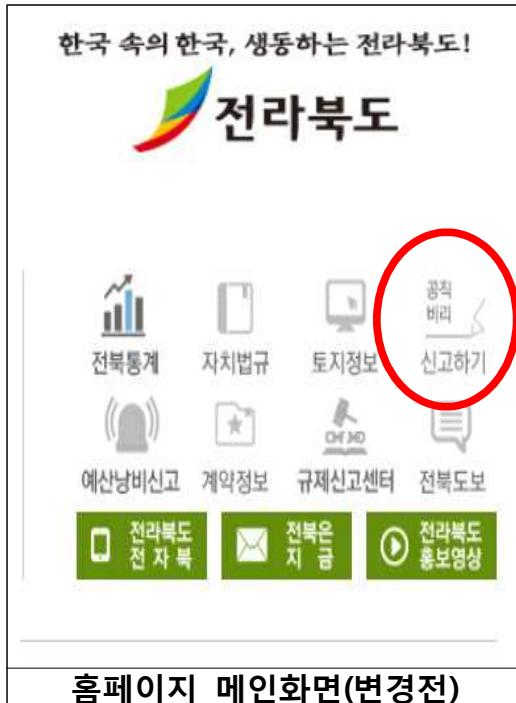 한국 속의 한국, 생동하는 전라북도!
전라북도
공직
비리
전북통계 자치법규 토지정보 신고하기
예산낭비신고 계약정보 규제신고센터 전북도보
전라북도
전 자 북
전북은
지 금
전라북도
홍보영상
홈페이지 메인화면(변경전)